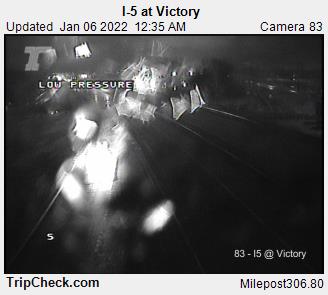 I-5 at Victory
Updated Jan 06 2022 12:35 AM Camera 83
LOW PRESSURE
S
83 - I5 @ Victory
TripCheck.com Milepost306.80